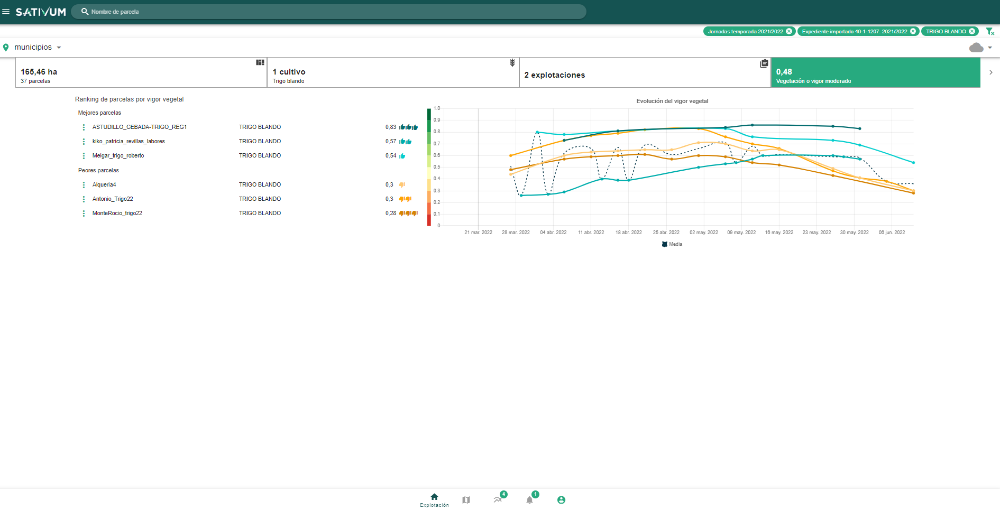 SATIVUM
Nombre de parcela
Jornadas temporada 2021/2022
Expediente importado 40-1-1207. 2021/2022
TRIGO BLANDO
municipios
165,46 ha
37 parcelas
1 cultivo
Trigo blando
2 explotaciones
0,48
Vegetación o vigor moderado
Ranking de parcelas por vigor vegetal
Mejores parcelas
ASTUDILLO_CEBADA-TRIGO_REG1 TRIGO BLANDO 0,83
kiko_patricia_revillas_labores TRIGO BLANDO 0,57
Melgar_trigo_roberto TRIGO BLANDO 0,54
Peores parcelas
Alqueria4 TRIGO BLANDO 0,3
Antonio_Trigo22 TRIGO BLANDO 0,3
MonteRocio_trigo22 TRIGO BLANDO 0,28
Evolución del vigor vegetal
1.0
0.9
0.8
0.7
0.6
0.5
0.4
0.3
0.2
0.1
0
21 mar. 2022 28 mar. 2022 04 abr. 2022 11 abr. 2022 18 abr. 2022 25 abr. 2022 02 may. 2022 09 may. 2022 16 may. 2022 23 may. 2022 30 may. 2022 06 jun. 2022
Media
Explotación
4
1